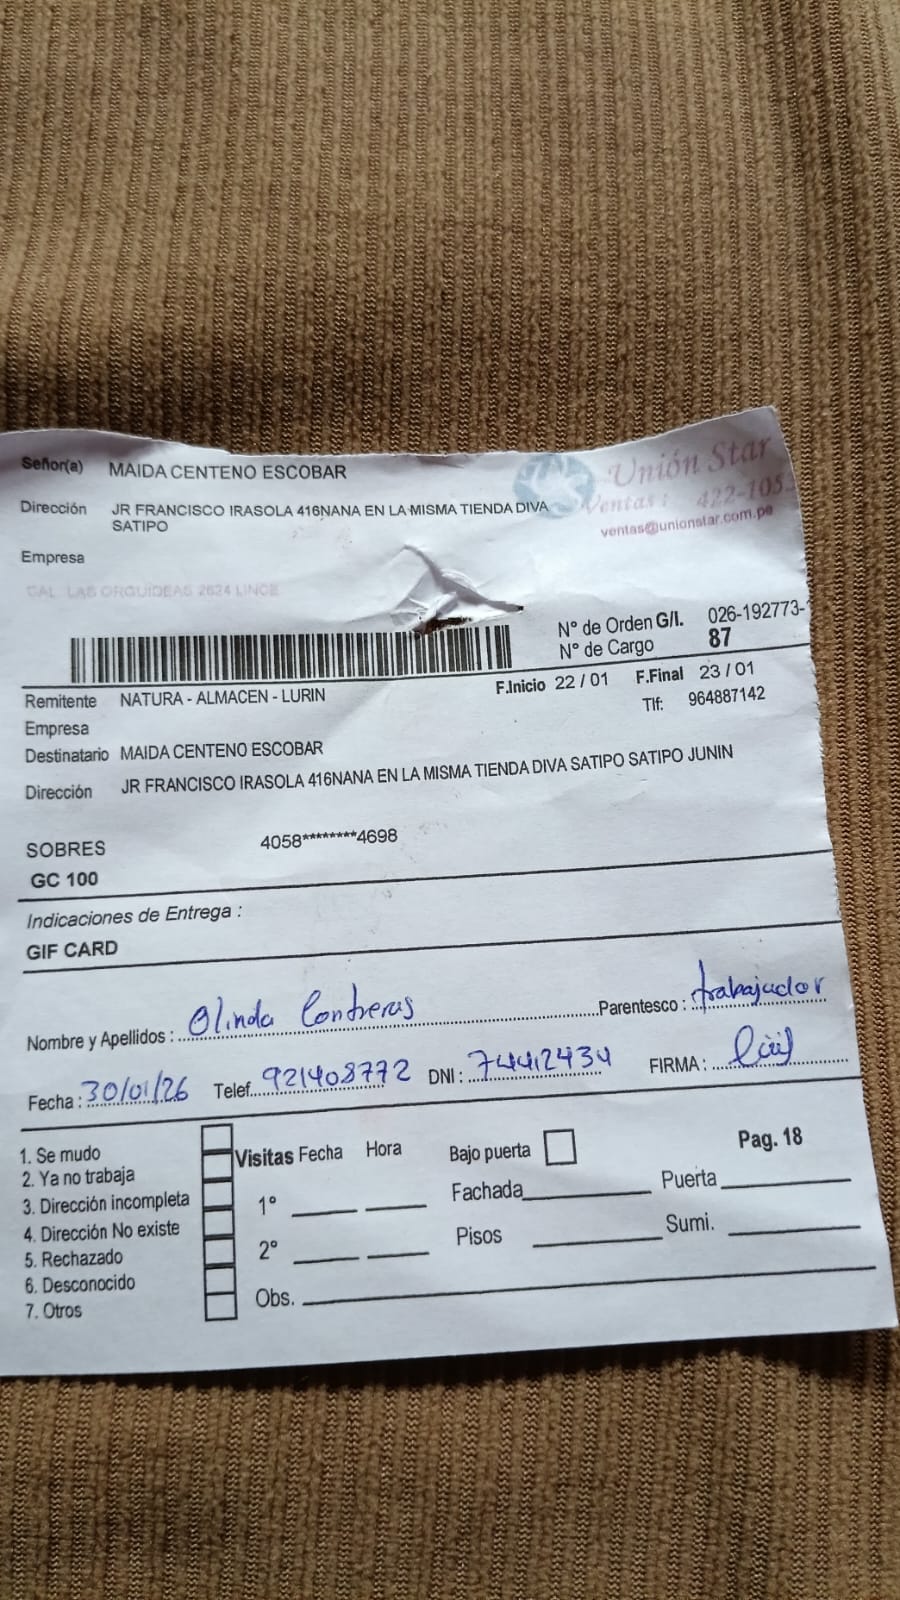 Señor(a) MAIDA CENTENO ESCOBAR
Unión Star
Ventas : 422-105
ventas@unionstar.com.pe
Dirección JR FRANCISCO IRASOLA 416NANA EN LA MISMA TIENDA DIVA
SATIPO
Empresa
CAL. LAS ORQUIDEAS 2624 LINCE
N° de Orden G/I. 026-192773-
N° de Cargo 87
F.Inicio 22 / 01 F.Final 23 / 01
Remitente NATURA - ALMACEN - LURIN
Tlf: 964887142
Empresa
Destinatario MAIDA CENTENO ESCOBAR
Dirección JR FRANCISCO IRASOLA 416NANA EN LA MISMA TIENDA DIVA SATIPO SATIPO JUNIN
SOBRES 4058********4698
GC 100
Indicaciones de Entrega :
GIF CARD
Nombre y Apellidos : Olinda Contreras Parentesco : trabajador
Fecha : 30/01/26 Telef. 921408772 DNI : 74412434 FIRMA :
1. Se mudo
2. Ya no trabaja
3. Dirección incompleta
4. Dirección No existe
5. Rechazado
6. Desconocido
7. Otros
Visitas Fecha Hora
1°
2°
Obs.
Bajo puerta
Pag. 18
Fachada Puerta
Pisos Sumi.